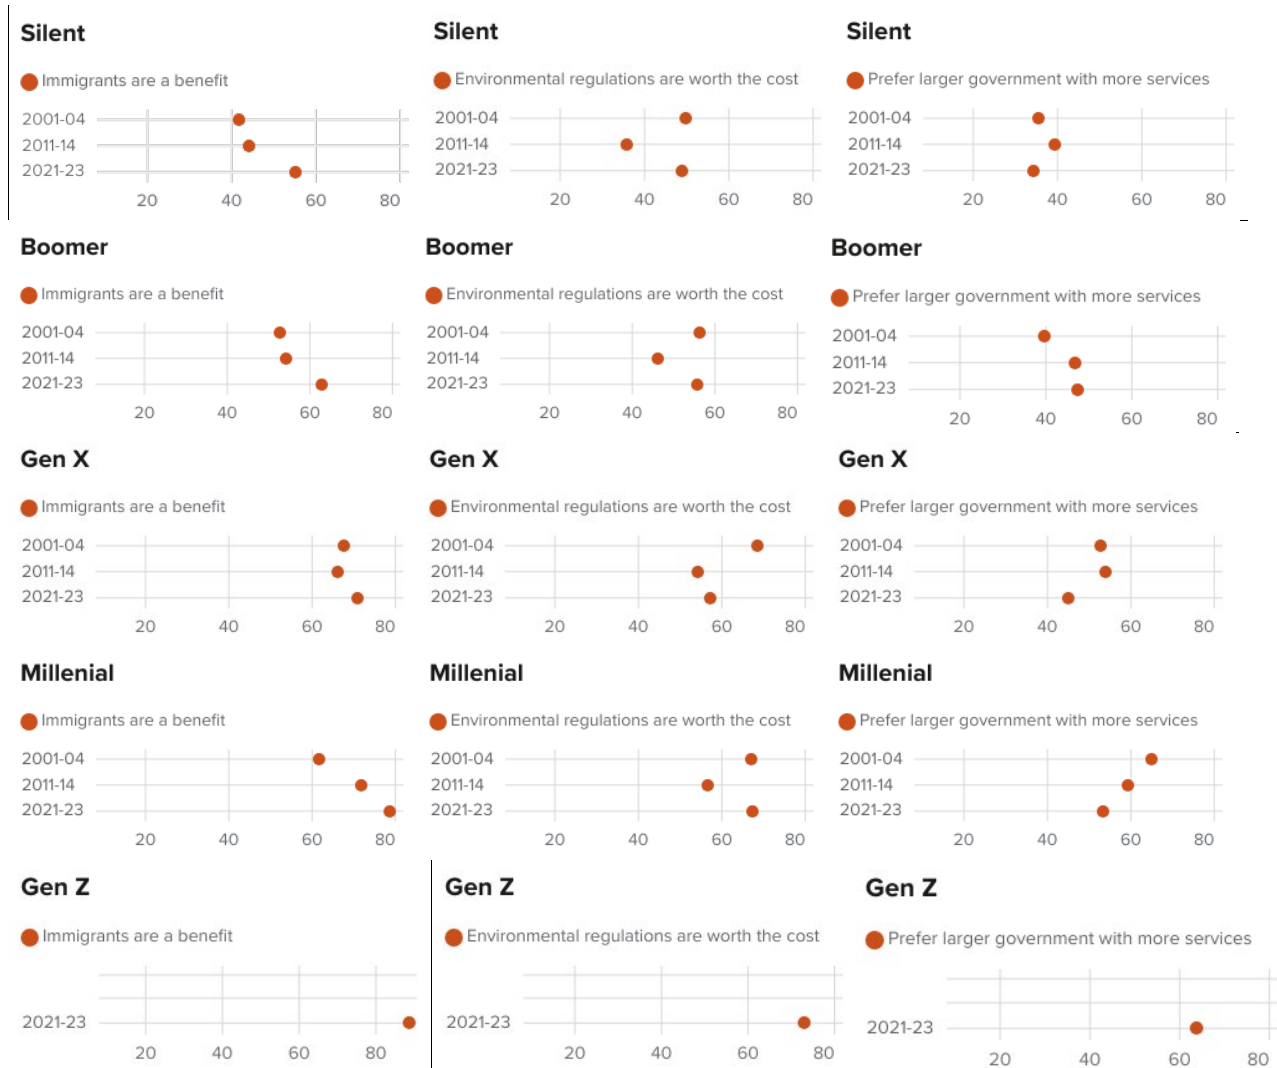 Silent
Immigrants are a benefit
2001-04
2011-14
2021-23
20 40 60 80
Silent
Environmental regulations are worth the cost
2001-04
2011-14
2021-23
20 40 60 80
Silent
Prefer larger government with more services
2001-04
2011-14
2021-23
20 40 60 80
Boomer
Immigrants are a benefit
2001-04
2011-14
2021-23
20 40 60 80
Boomer
Environmental regulations are worth the cost
2001-04
2011-14
2021-23
20 40 60 80
Boomer
Prefer larger government with more services
2001-04
2011-14
2021-23
20 40 60 80
Gen X
Immigrants are a benefit
2001-04
2011-14
2021-23
20 40 60 80
Gen X
Environmental regulations are worth the cost
2001-04
2011-14
2021-23
20 40 60 80
Gen X
Prefer larger government with more services
2001-04
2011-14
2021-23
20 40 60 80
Millenial
Immigrants are a benefit
2001-04
2011-14
2021-23
20 40 60 80
Millenial
Environmental regulations are worth the cost
2001-04
2011-14
2021-23
20 40 60 80
Millenial
Prefer larger government with more services
2001-04
2011-14
2021-23
20 40 60 80
Gen Z
Immigrants are a benefit
2021-23
20 40 60 80
Gen Z
Environmental regulations are worth the cost
2021-23
20 40 60 80
Gen Z
Prefer larger government with more services
2021-23
20 40 60 80